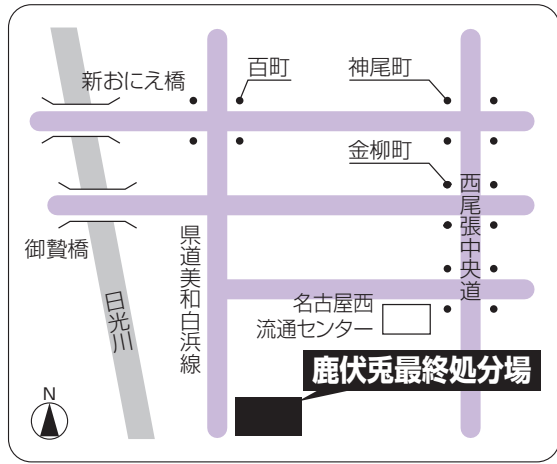 新おにえ橋
百町
神尾町
金柳町
西尾張中央道
御贄橋
県道美和白浜線
日光川
名古屋西
流通センター
鹿伏兎最終処分場
N